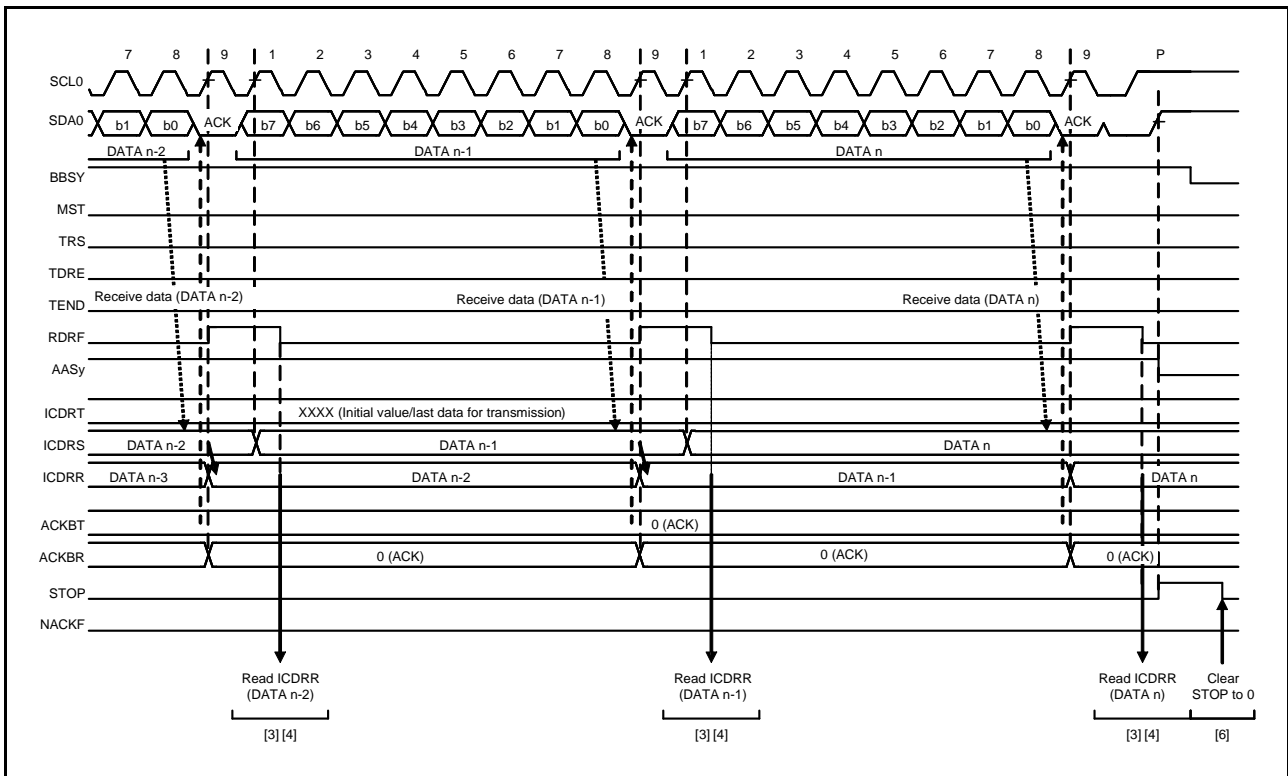 7 8 9 1 2 3 4 5 6 7 8 9 1 2 3 4 5 6 7 8 9 P
SCL0
SDA0 b1 b0 ACK b7 b6 b5 b4 b3 b2 b1 b0 ACK b7 b6 b5 b4 b3 b2 b1 b0 ACK
DATA n-2 DATA n-1 DATA n
BBSY
MST
TRS
TDRE
TEND
Receive data (DATA n-2) Receive data (DATA n-1) Receive data (DATA n)
RDRF
AASy
ICDRT XXXX (Initial value/last data for transmission)
ICDRS DATA n-2 DATA n-1 DATA n
ICDRR DATA n-3 DATA n-2 DATA n-1 DATA n
ACKBT 0 (ACK)
ACKBR 0 (ACK) 0 (ACK) 0 (ACK)
STOP
NACKF
Read ICDRR Read ICDRR Read ICDRR Clear
(DATA n-2) (DATA n-1) (DATA n) STOP to 0
[3] [4] [3] [4] [3] [4] [6]